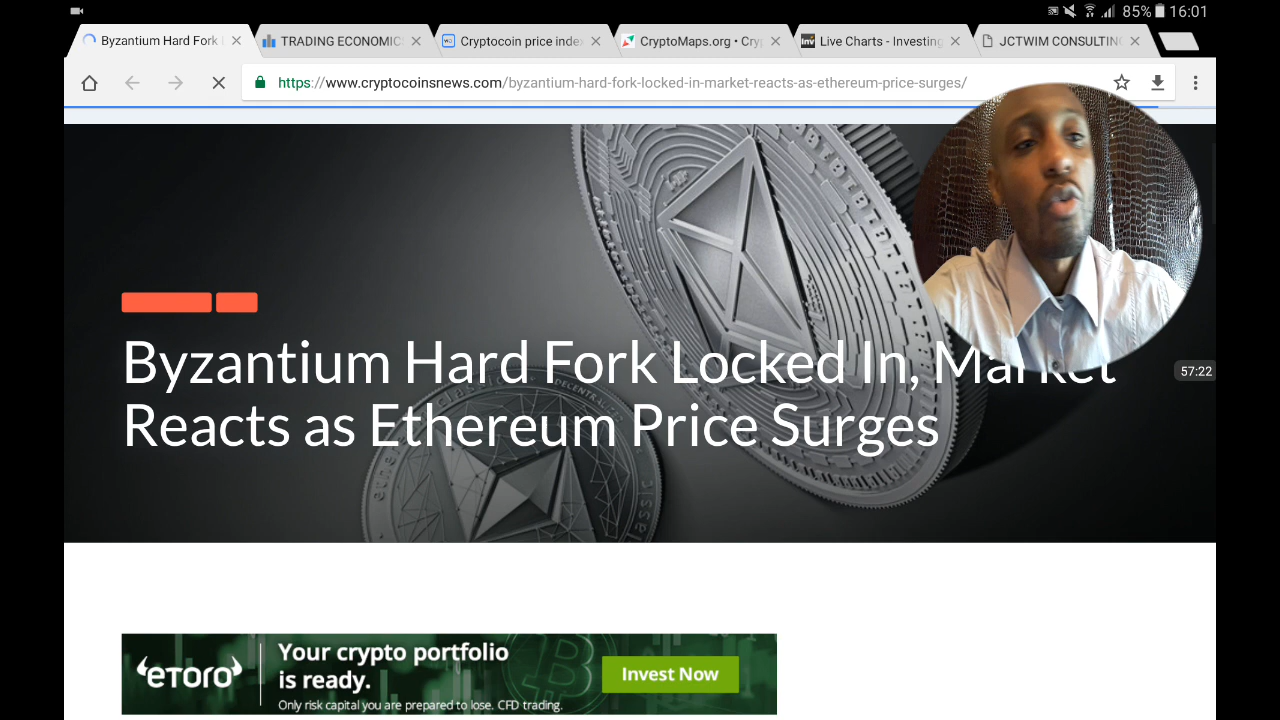 85% 16:01
Byzantium Hard Fork
TRADING ECONOMIC
Cryptocoin price inde
CryptoMaps.org • Cry
Inv Live Charts - Investing
JCTWIM CONSULTIN
https://www.cryptocoinsnews.com/byzantium-hard-fork-locked-in-market-reacts-as-ethereum-price-surges/
57:22
Byzantium Hard Fork Locked In, Market
Reacts as Ethereum Price Surges
DECENTR
classic
eToro
Your crypto portfolio
is ready.
Only risk capital you are prepared to lose. CFD trading.
Invest Now